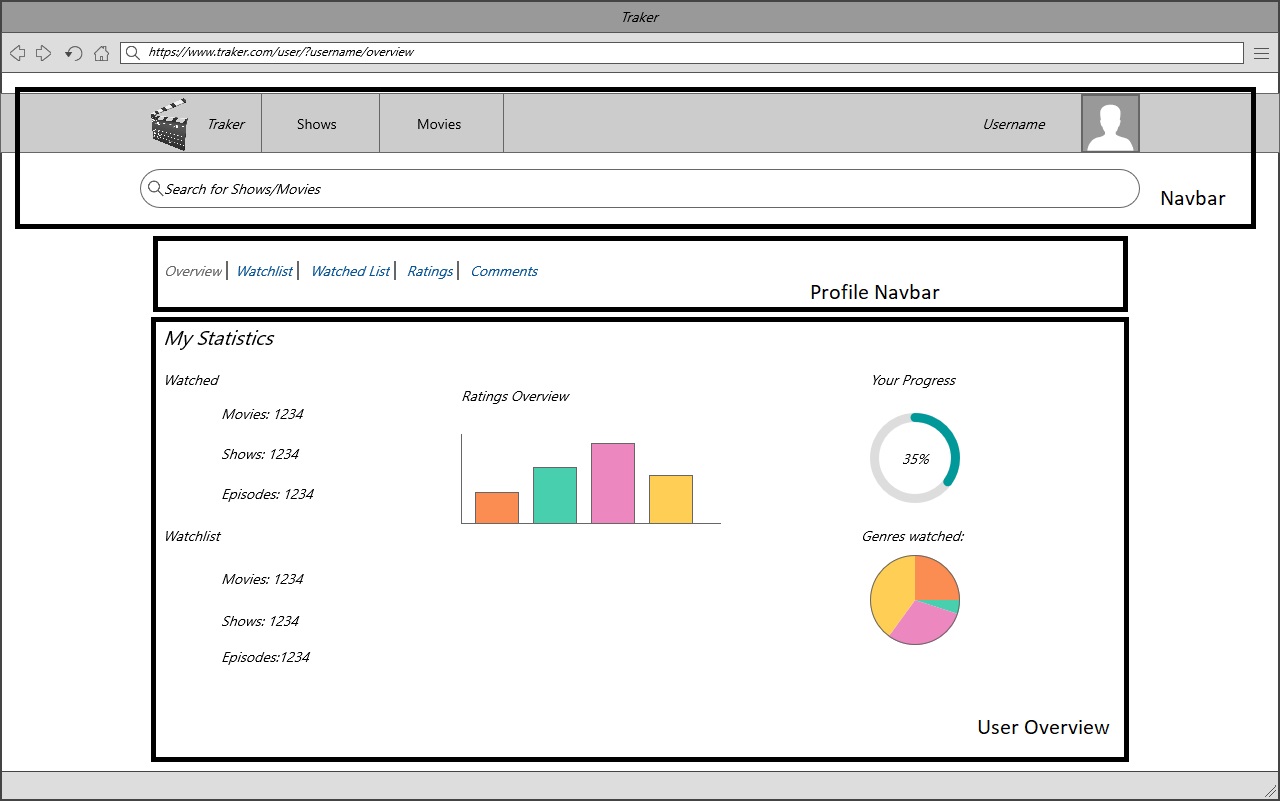 Traker
https://www.traker.com/user/?username/overview
Traker
Shows
Movies
Username
Search for Shows/Movies
Navbar
Overview
Watchlist
Watched List
Ratings
Comments
Profile Navbar
My Statistics
Watched
Movies: 1234
Shows: 1234
Episodes: 1234
Watchlist
Movies: 1234
Shows: 1234
Episodes:1234
Ratings Overview
Your Progress
35%
Genres watched:
User Overview